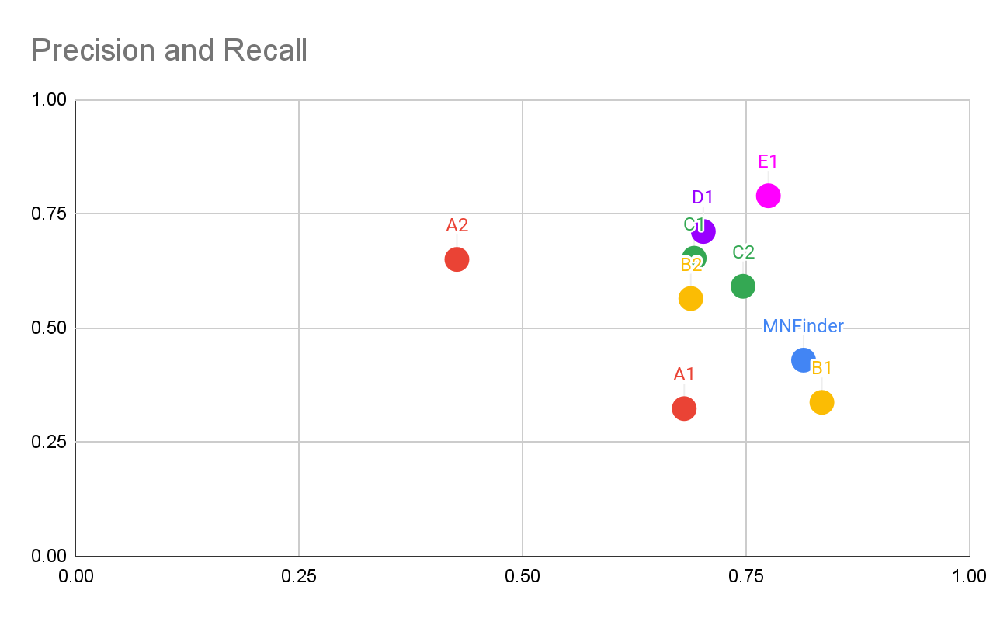 Precision and Recall
1.00
E1
D1
0.75
A2
C1
C2
B2
0.50
MNFinder
B1
A1
0.25
0.00
0.00 0.25 0.50 0.75 1.00